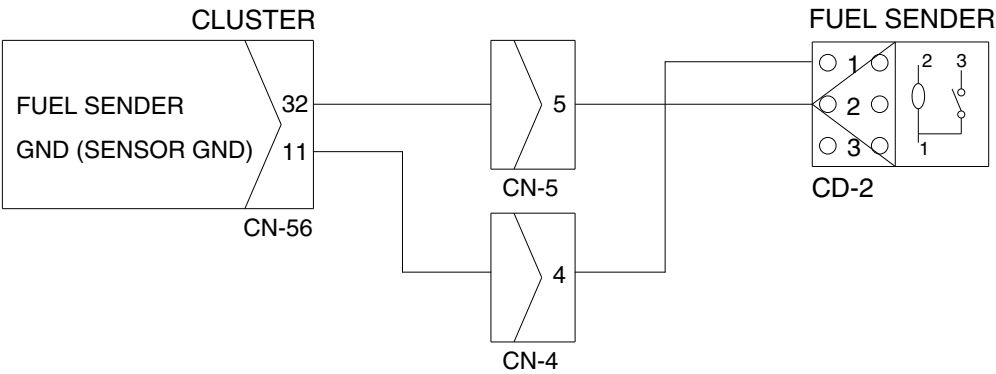 CLUSTER
FUEL SENDER
FUEL SENDER 32
GND (SENSOR GND) 11
CN-56
5
CN-5
4
CN-4
1
2
3
2 3
1
CD-2